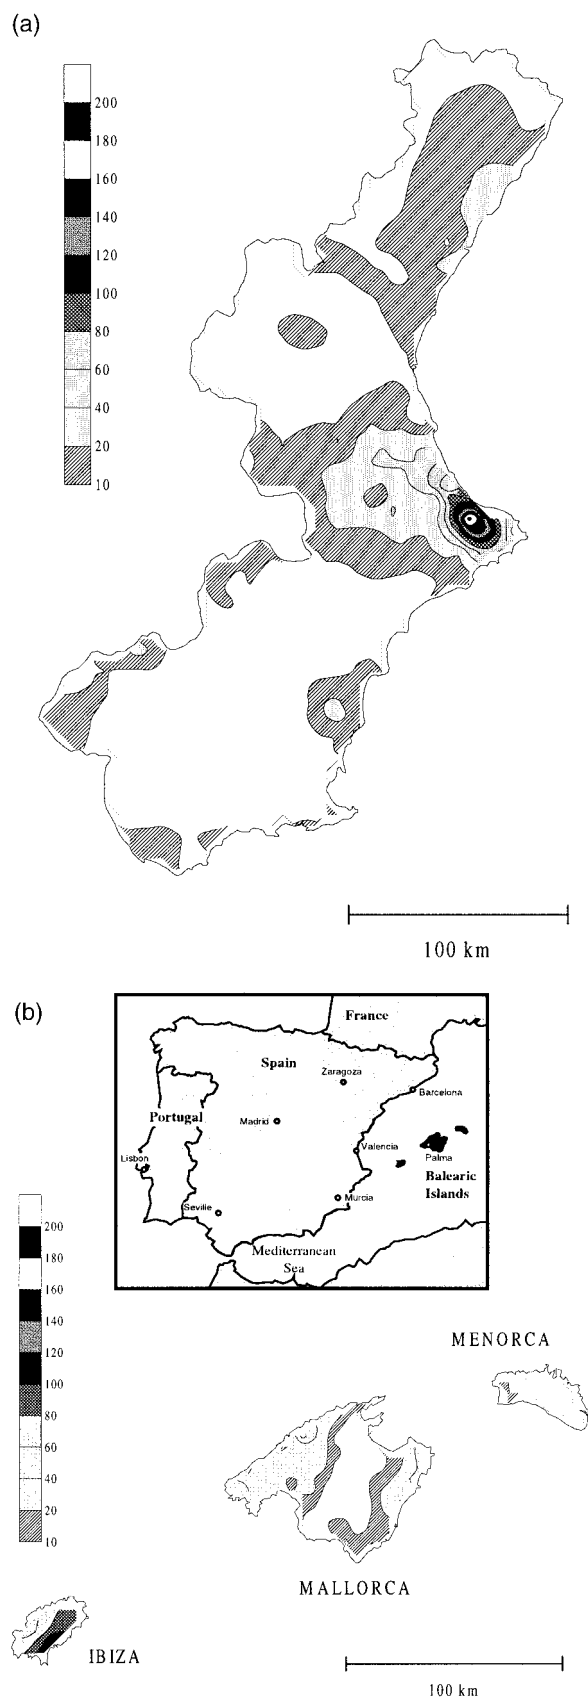 (a)
200
180
160
140
120
100
80
60
40
20
10
100 km
(b)
France
Spain
Zaragoza
Barcelona
Portugal
Madrid
Valencia
Lisbon
Palma
Balearic
Islands
Murcia
Seville
Mediterranean
Sea
200
180
160
140
120
100
80
60
40
20
10
MENORCA
MALLORCA
IBIZA
100 km